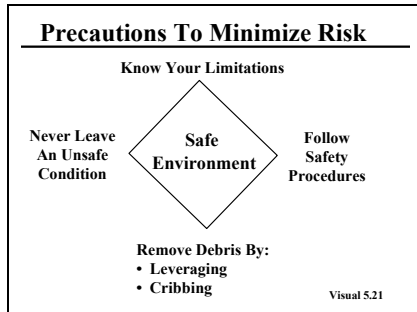 Precautions To Minimize Risk
Know Your Limitations
Never Leave
An Unsafe
Condition
Safe
Environment
Follow
Safety
Procedures
Remove Debris By:
• Leveraging
• Cribbing
Visual 5.21